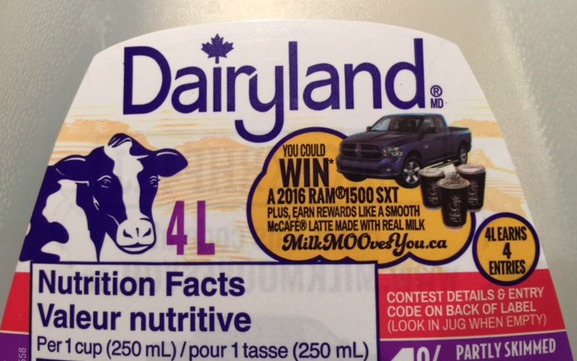 Dairyland ®
MD
YOU COULD
WIN*
A 2016 RAM® 1500 SXT
PLUS, EARN REWARDS LIKE A SMOOTH
McCAFÉ® LATTE MADE WITH REAL MILK
MilkMOOvesYou.ca
4L
4L EARNS
4
ENTRIES
Nutrition Facts
Valeur nutritive
Per 1 cup (250 mL) / pour 1 tasse (250 mL)
CONTEST DETAILS & ENTRY
CODE ON BACK OF LABEL
(LOOK IN JUG WHEN EMPTY)
% PARTLY SKIMMED